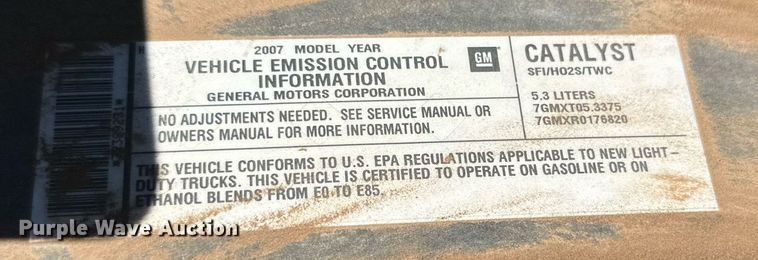 2007 MODEL YEAR
VEHICLE EMISSION CONTROL
INFORMATION
GENERAL MOTORS CORPORATION
GM
CATALYST
SFI/HO2S/TWC
5.3 LITERS
7GMXT05.3375
7GMXR0176820
NO ADJUSTMENTS NEEDED. SEE SERVICE MANUAL OR
OWNERS MANUAL FOR MORE INFORMATION.
THIS VEHICLE CONFORMS TO U.S. EPA REGULATIONS APPLICABLE TO NEW LIGHT-
DUTY TRUCKS. THIS VEHICLE IS CERTIFIED TO OPERATE ON GASOLINE OR ON
ETHANOL BLENDS FROM E0 TO E85.
Purple Wave Auction